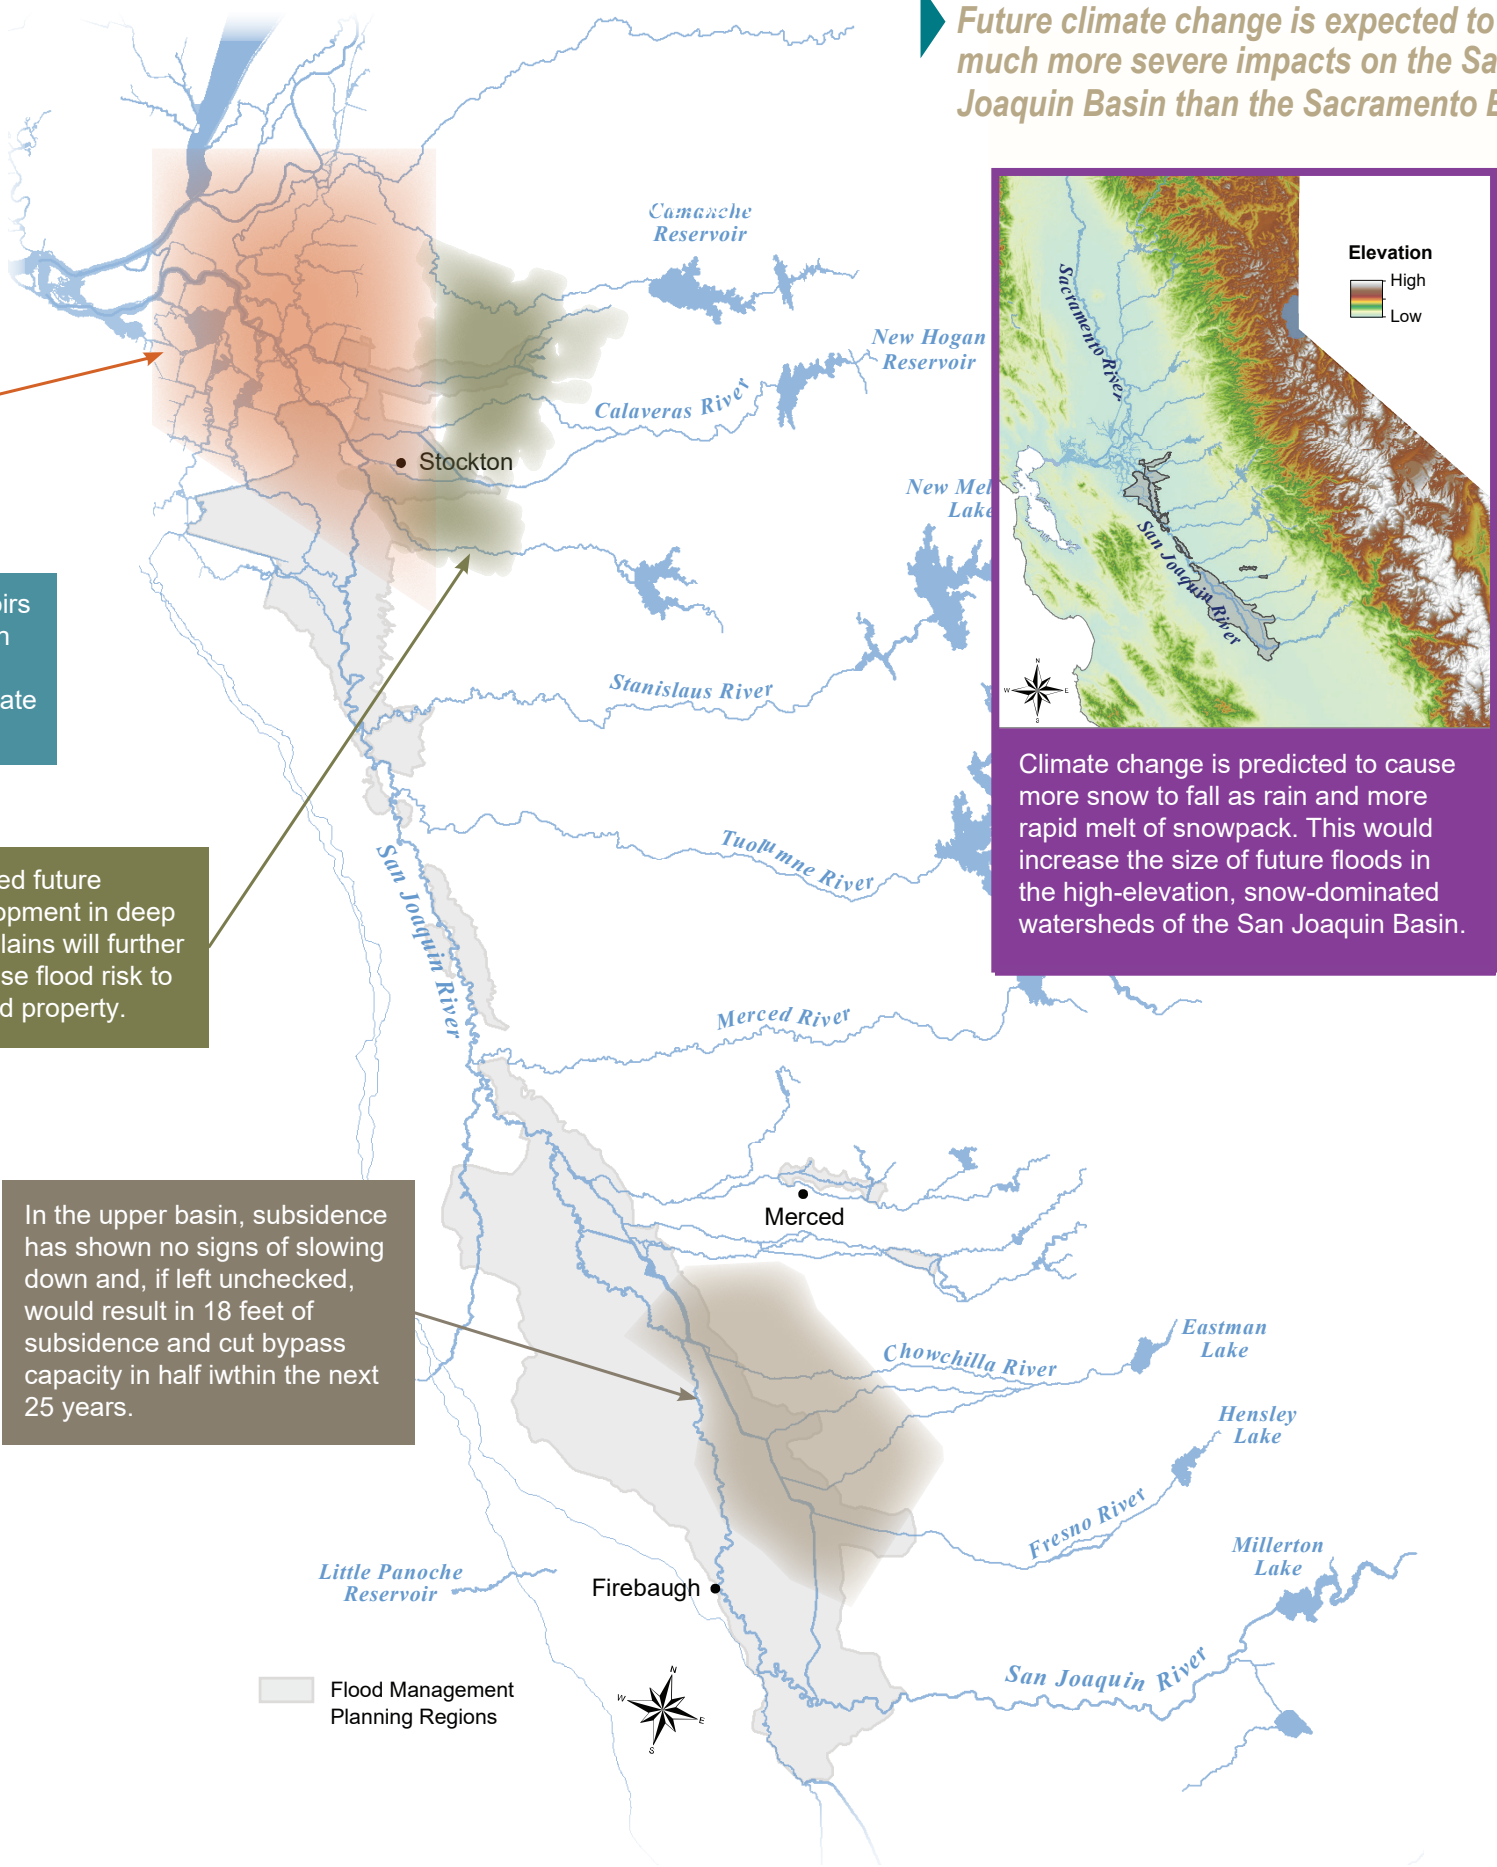 Future climate change is expected to
much more severe impacts on the Sa
Joaquin Basin than the Sacramento B
Camanche
Reservoir
New Hogan
Reservoir
Calaveras River
Stockton
New Mel
Lake
Elevation
High
Low
Sacramento River
San Joaquin River
N
W
E
S
Climate change is predicted to cause
more snow to fall as rain and more
rapid melt of snowpack. This would
increase the size of future floods in
the high-elevation, snow-dominated
watersheds of the San Joaquin Basin.
irs
n
ate
Stanislaus River
Tuolumne River
San Joaquin River
ed future
opment in deep
lains will further
se flood risk to
d property.
Merced River
Merced
In the upper basin, subsidence
has shown no signs of slowing
down and, if left unchecked,
would result in 18 feet of
subsidence and cut bypass
capacity in half iwthin the next
25 years.
Chowchilla River
Eastman
Lake
Hensley
Lake
Fresno River
Millerton
Lake
Little Panoche
Reservoir
Firebaugh
San Joaquin River
Flood Management
Planning Regions
N
W
E
S